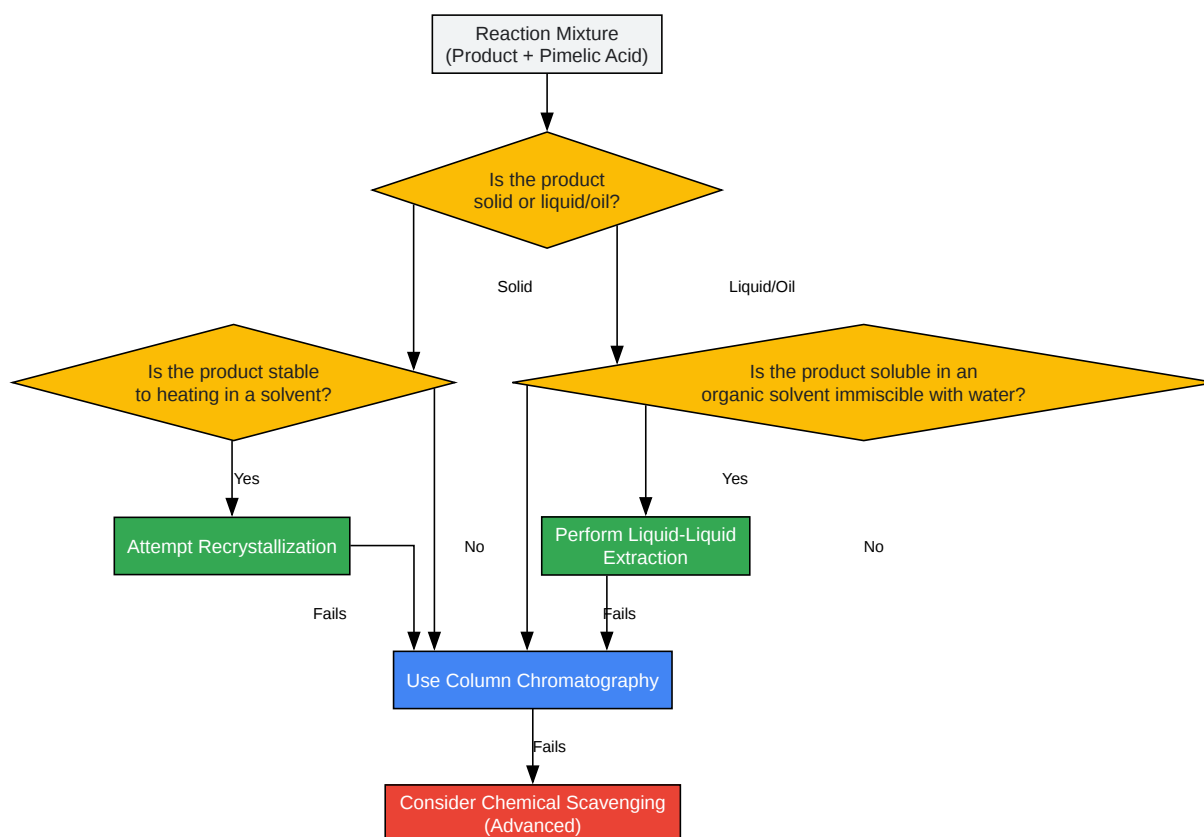 Reaction Mixture
(Product + Pimelic Acid)
Is the product
solid or liquid/oil?
Solid
Liquid/Oil
Is the product stable
to heating in a solvent?
Is the product soluble in an
organic solvent immiscible with water?
Yes
Yes
Attempt Recrystallization
No
Perform Liquid-Liquid
Extraction
No
Fails
Fails
Use Column Chromatography
Fails
Consider Chemical Scavenging
(Advanced)